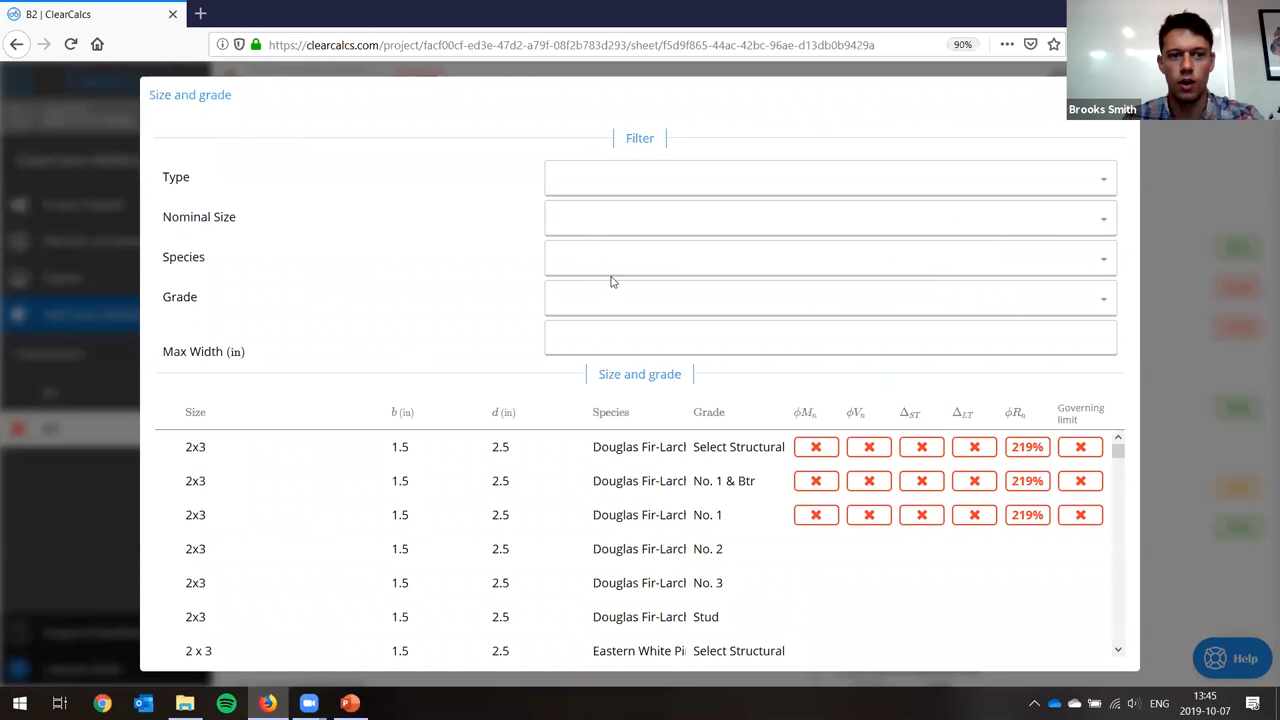 B2 | ClearCalcs
https://clearcalcs.com/project/facf00cf-ed3e-47d2-a79f-08f2b783d293/sheet/f5d9f865-44ac-42bc-96ae-d13db0b9429a
90%
Brooks Smith
Size and grade
Filter
Type
Nominal Size
Species
Grade
Max Width (in)
Size and grade
Size b (in) d (in) Species Grade ϕMn ϕVn ΔST ΔLT ϕRn Governing limit
2x3 1.5 2.5 Douglas Fir-Larch Select Structural 219%
2x3 1.5 2.5 Douglas Fir-Larch No. 1 & Btr 219%
2x3 1.5 2.5 Douglas Fir-Larch No. 1 219%
2x3 1.5 2.5 Douglas Fir-Larch No. 2
2x3 1.5 2.5 Douglas Fir-Larch No. 3
2x3 1.5 2.5 Douglas Fir-Larch Stud
2 x 3 1.5 2.5 Eastern White Pi Select Structural
Help
ENG
13:45
2019-10-07